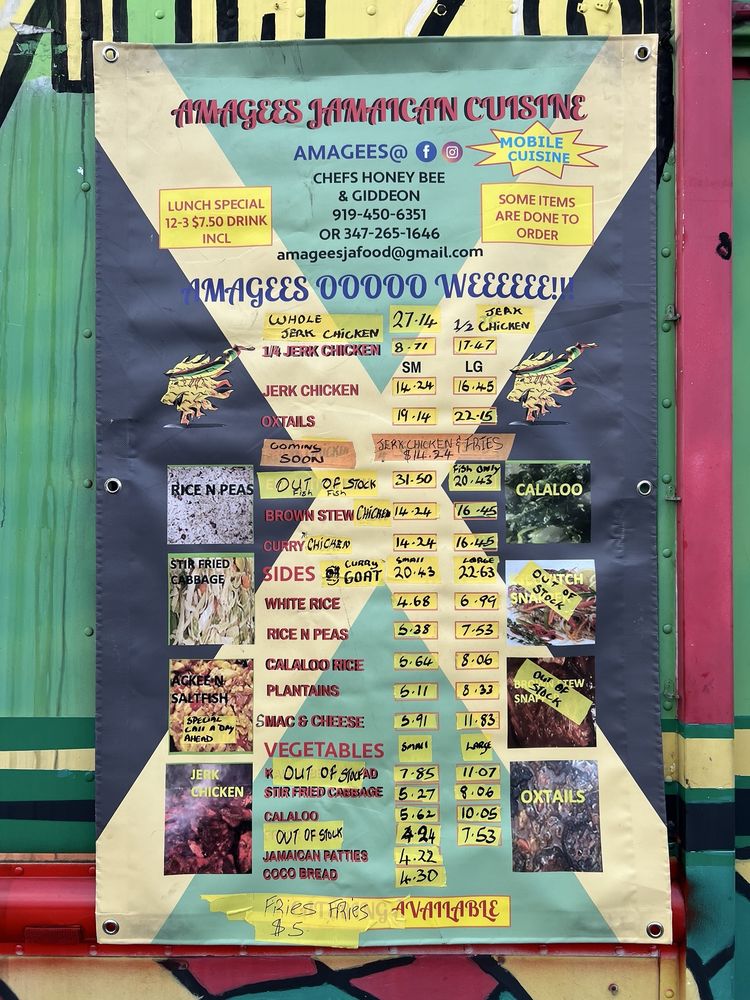 AMAGEES JAMAICAN CUISINE
AMAGEES@
MOBILE
CUISINE
CHEFS HONEY BEE
& GIDDEON
919-450-6351
OR 347-265-1646
amageesjafood@gmail.com
LUNCH SPECIAL
12-3 $7.50 DRINK
INCL
SOME ITEMS
ARE DONE TO
ORDER
AMAGEES OOOOO WEEEEEE!!!
WHOLE JERK CHICKEN 27.14 1/2 JERK CHICKEN
1/4 JERK CHICKEN 8.71 17.47
SM LG
JERK CHICKEN 14.24 16.45
OXTAILS 19.14 22.15
COMING SOON JERK CHICKEN & FRIES $14.24
OUT OF STOCK 31.50 Fish only 20.43
Fish Fish
BROWN STEW CHICKEN 14.24 16.45
CURRY CHICKEN 14.24 16.45
SMALL LARGE
SIDES CURRY GOAT 20.43 22.63
WHITE RICE 4.68 6.99
RICE N PEAS 5.28 7.53
CALALOO RICE 5.64 8.06
PLANTAINS 5.11 8.33
SMAC & CHEESE 5.91 11.83
VEGETABLES SMALL LARGE
OUT OF STOCK 7.85 11.07
STIR FRIED CABBAGE 5.27 8.06
CALALOO 5.62 10.05
OUT OF STOCK 4.24 7.53
JAMAICAN PATTIES 4.22
COCO BREAD 4.30
FRIES FRIES
$5
AVAILABLE
RICE N PEAS
STIR FRIED
CABBAGE
ACKEE N
SALTFISH
SPECIAL
CALL A DAY
AHEAD
JERK
CHICKEN
CALALOO
OUT OF
STOCK
OUT OF
STOCK
OXTAILS